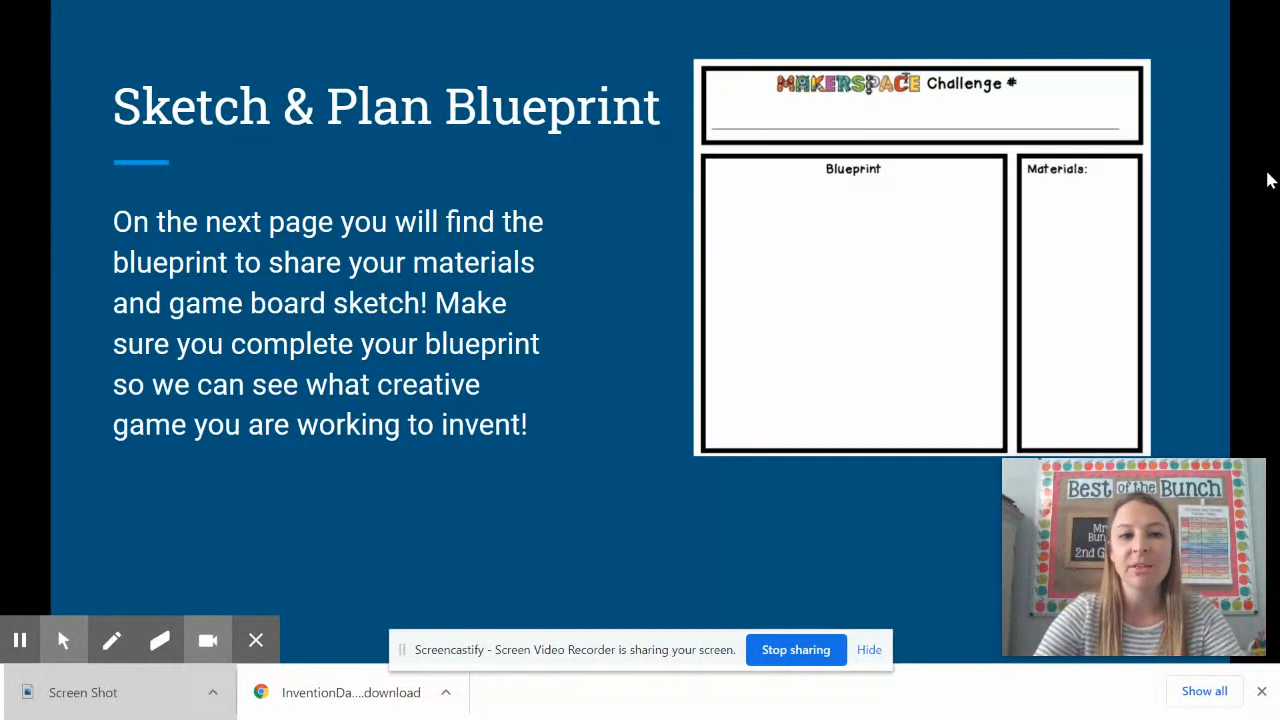 Sketch & Plan Blueprint
On the next page you will find the
blueprint to share your materials
and game board sketch! Make
sure you complete your blueprint
so we can see what creative
game you are working to invent!
MAKERSPACE Challenge #
Blueprint
Materials:
Best of the Bunch
2nd G
Screencastify - Screen Video Recorder is sharing your screen.
Stop sharing
Hide
Screen Shot
InventionDa....download
Show all